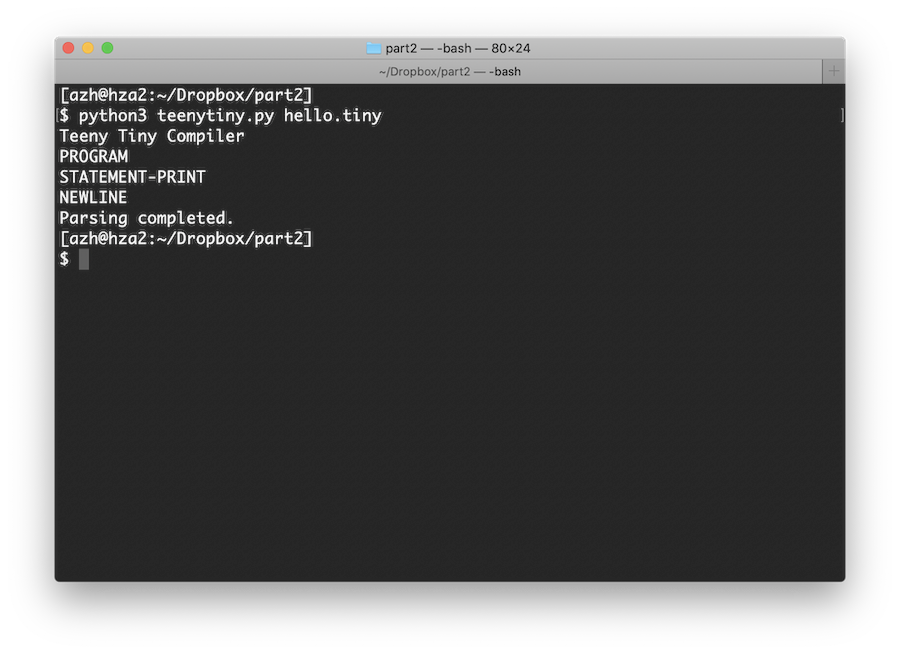 part2 — -bash — 80×24
~/Dropbox/part2 — -bash
[azh@hza2:~/Dropbox/part2]
[$ python3 teenytiny.py hello.tiny ]
Teeny Tiny Compiler
PROGRAM
STATEMENT-PRINT
NEWLINE
Parsing completed.
[azh@hza2:~/Dropbox/part2]
$